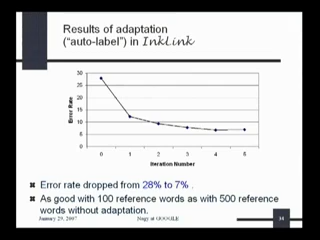 Results of adaptation
("auto-label") in InkLink
30
25
20
15
10
5
0
Error Rate
0 1 2 3 4 5
Iteration Number
Error rate dropped from 28% to 7% .
As good with 100 reference words as with 500 reference
words without adaptation.
January 29, 2007 Nagy at GOOGLE